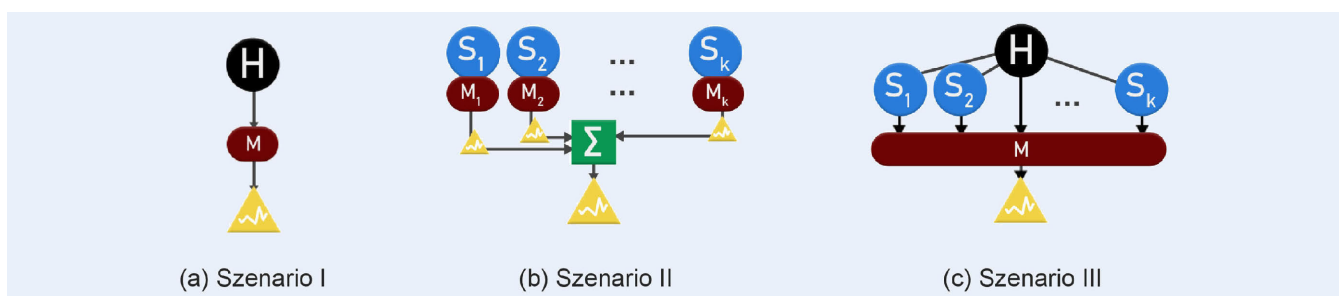 H
M
(a) Szenario I
S1 S2 ... Sk
M1 M2 ... Mk
Σ
(b) Szenario II
H
S1 S2 ... Sk
M
(c) Szenario III